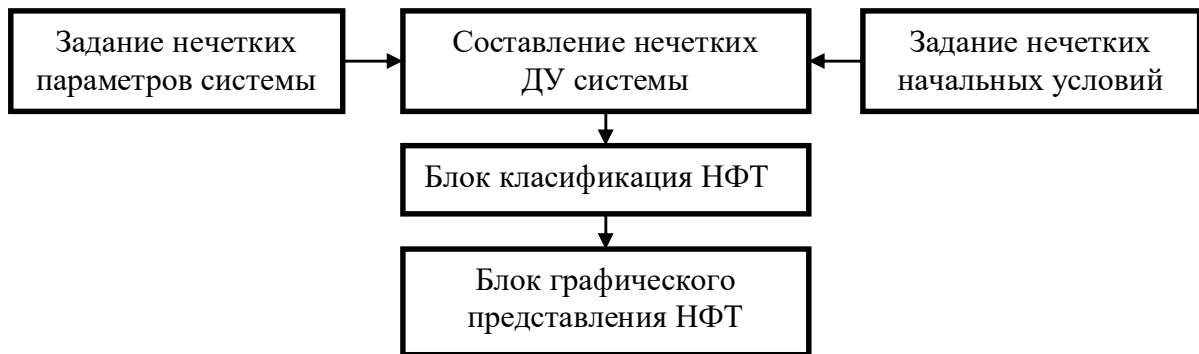 Задание нечетких
параметров системы
Составление нечетких
ДУ системы
Задание нечетких
начальных условий
Блок класификация НФТ
Блок графического
представления НФТ